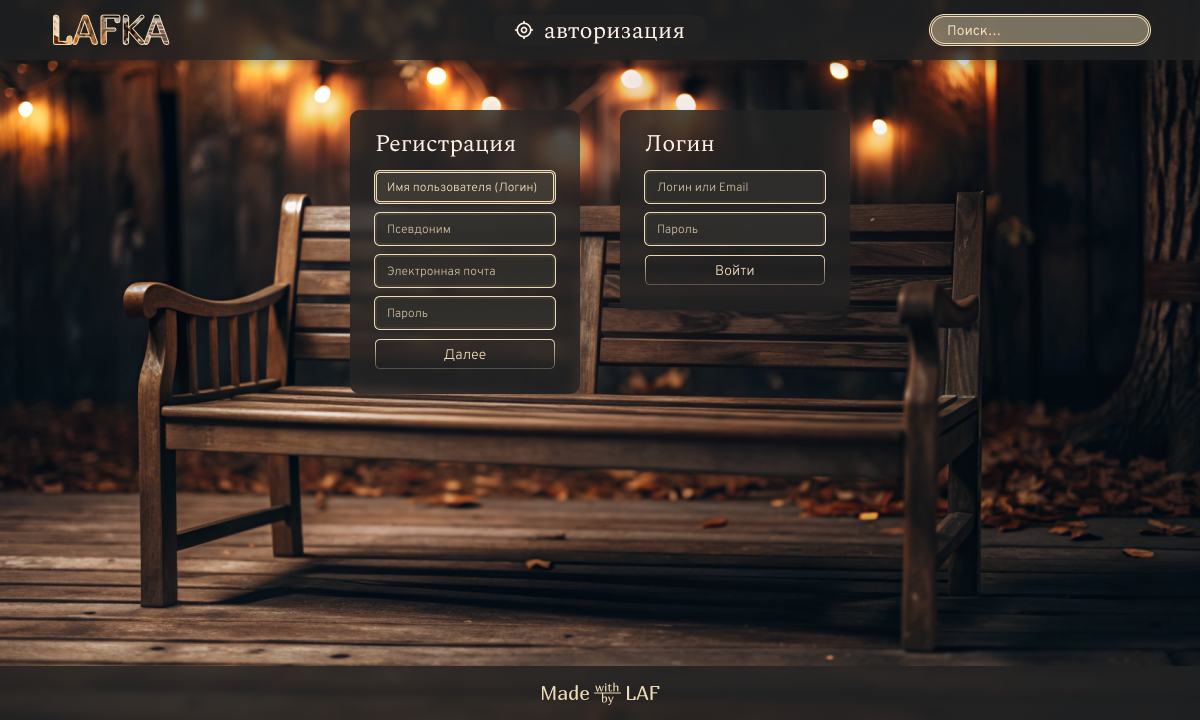 LAFKA
авторизация
Поиск...
Регистрация
Имя пользователя (Логин)
Псевдоним
Электронная почта
Пароль
Далее
Логин
Логин или Email
Пароль
Войти
Made with by LAF